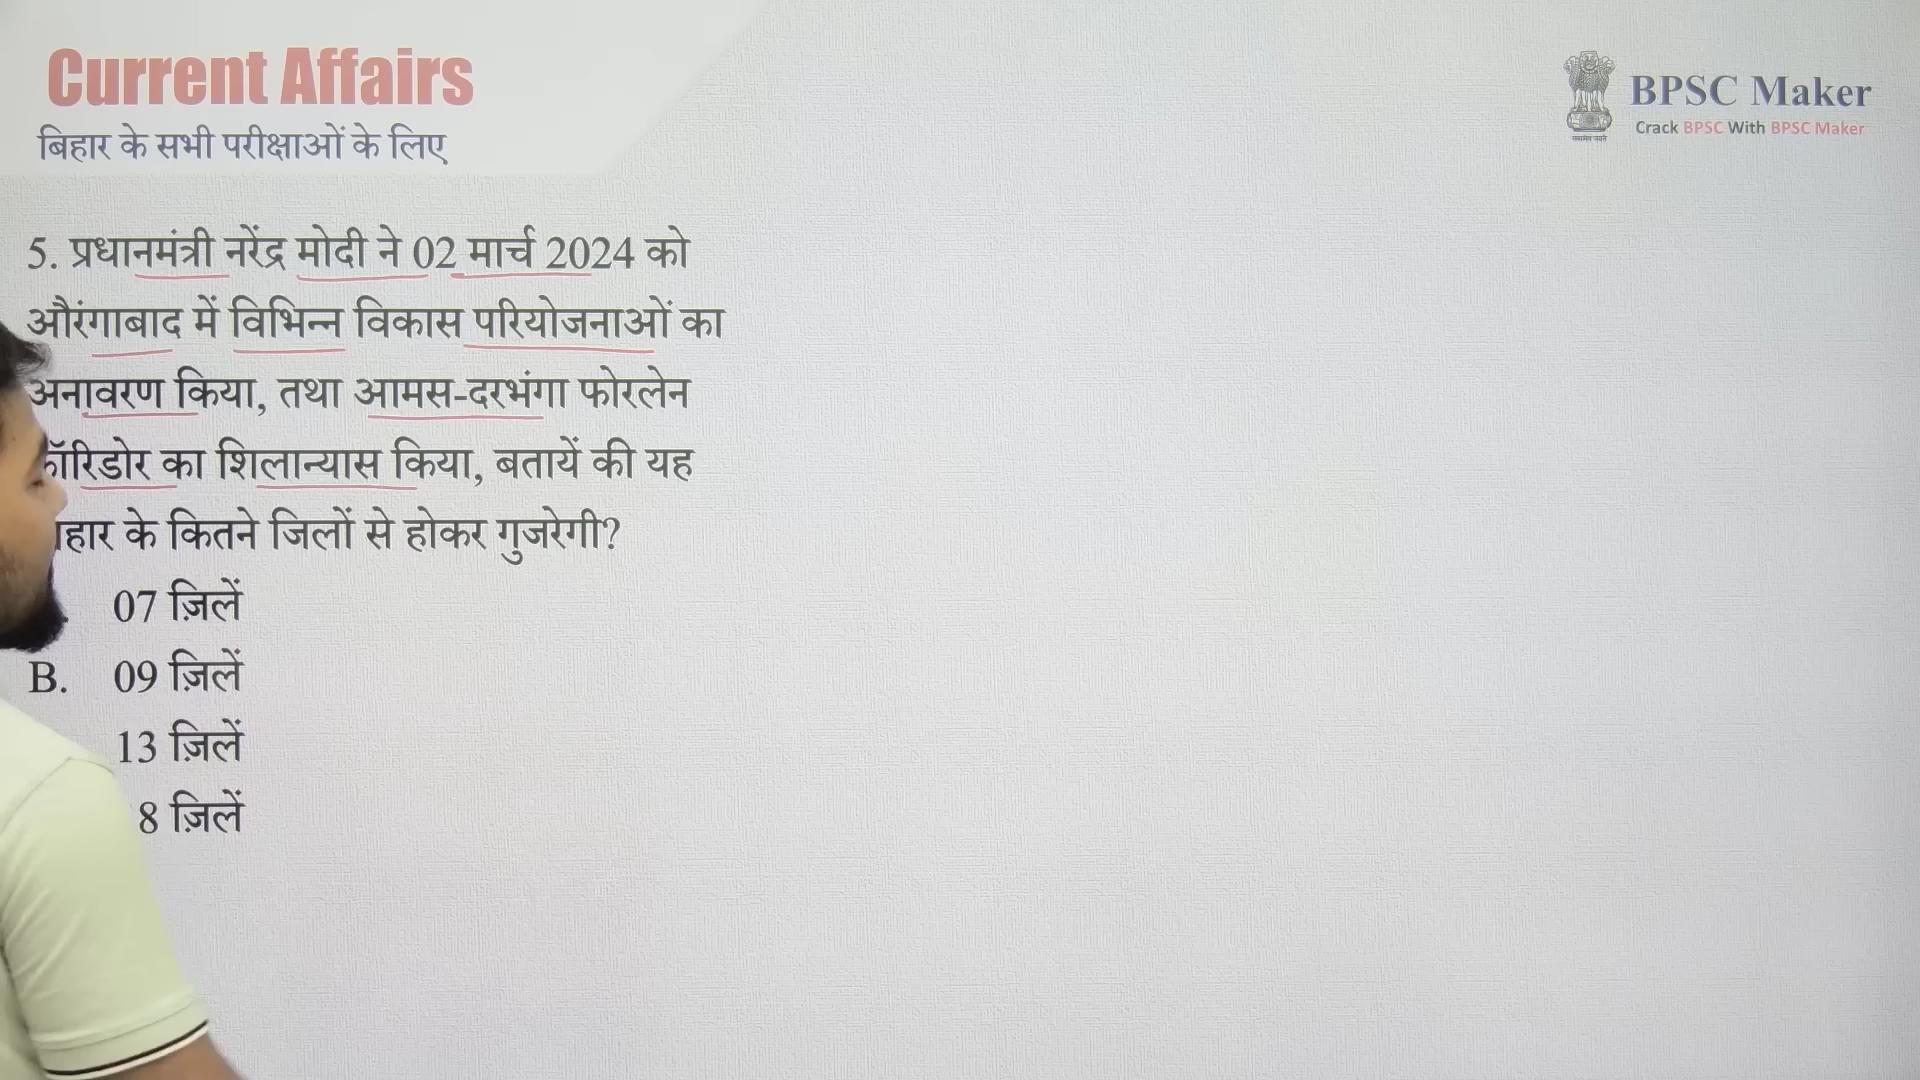 Current Affairs
बिहार के सभी परीक्षाओं के लिए
BPSC Maker
Crack BPSC With BPSC Maker
5. प्रधानमंत्री नरेंद्र मोदी ने 02 मार्च 2024 को
औरंगाबाद में विभिन्न विकास परियोजनाओं का
अनावरण किया, तथा आमस-दरभंगा फोरलेन
का शिलान्यास किया, बतायें की यह
के कितने जिलों से होकर गुजरेगी?
07 ज़िलें
B. 09 ज़िलें
13 ज़िलें
8 ज़िलें